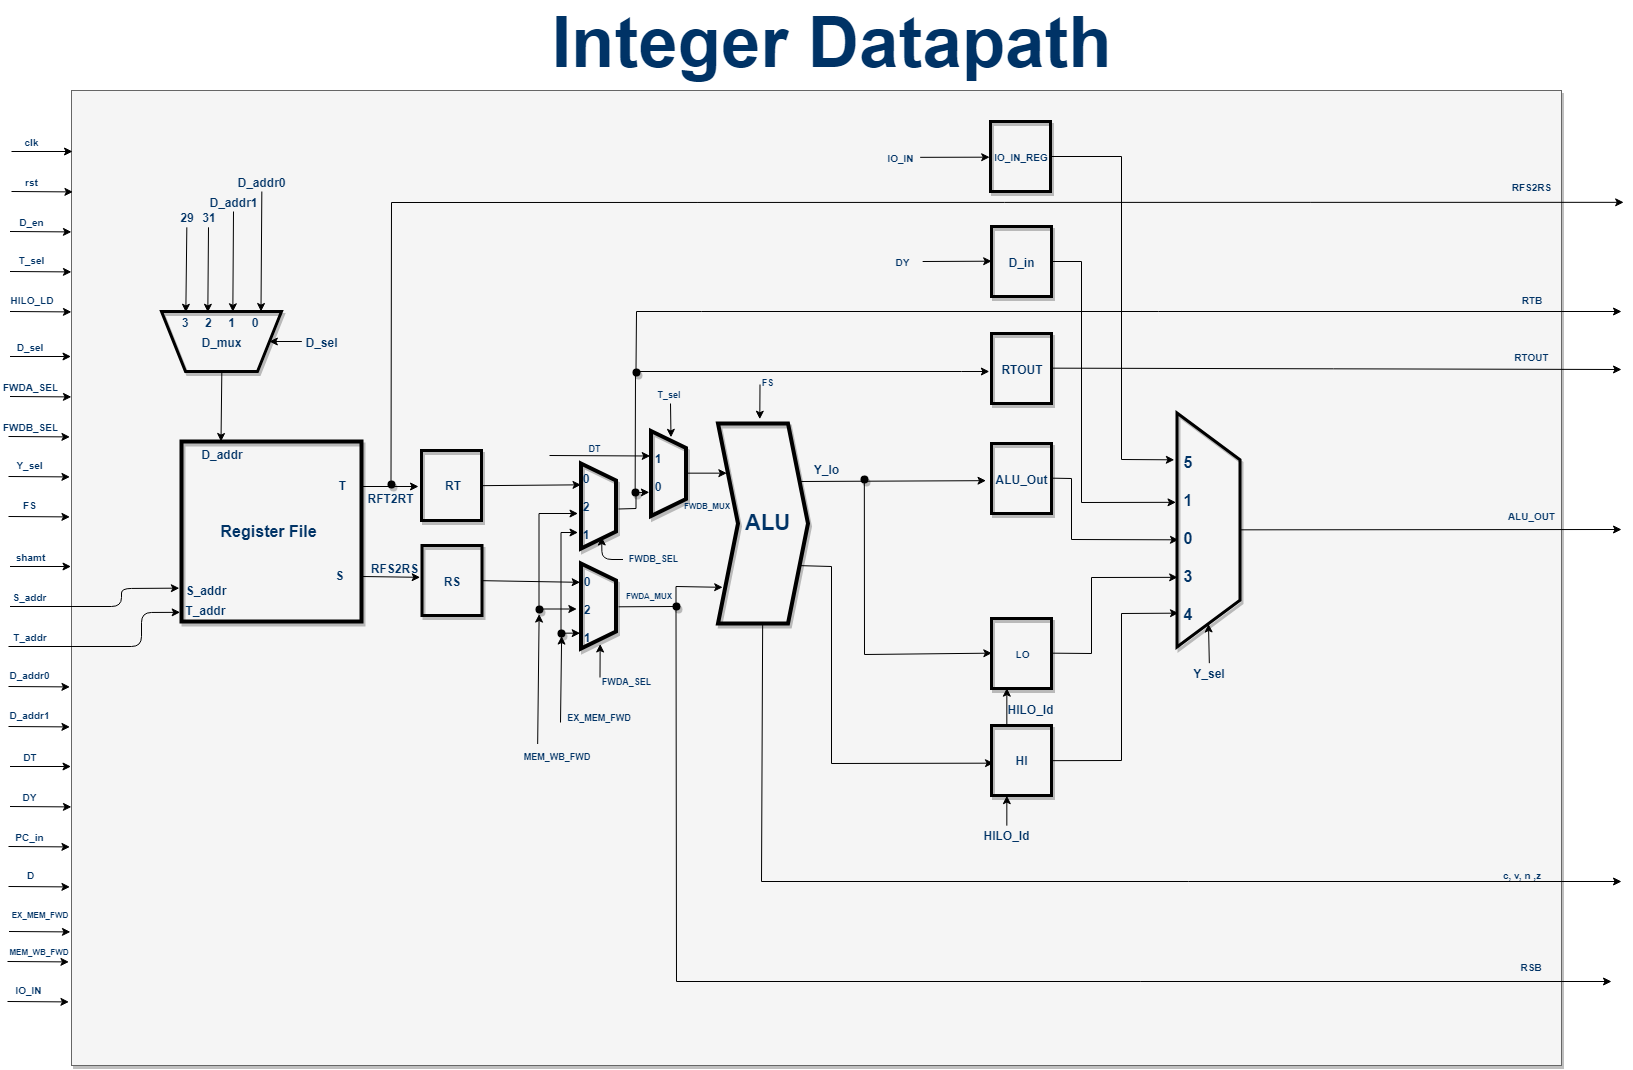 Integer Datapath
clk
rst
D_en
T_sel
HILO_LD
D_sel
FWDA_SEL
FWDB_SEL
Y_sel
FS
shamt
S_addr
T_addr
D_addr0
D_addr1
DT
DY
PC_in
D
EX_MEM_FWD
MEM_WB_FWD
IO_IN
D_addr0
D_addr1
29 31
3 2 1 0
D_mux
D_sel
D_addr
T
Register File
S
S_addr
T_addr
RFT2RT
RFS2RS
RT
RS
DT
0
2
1
FWDB_SEL
0
2
1
FWDA_SEL
EX_MEM_FWD
MEM_WB_FWD
T_sel
1
0
FWDB_MUX
FWDA_MUX
FS
ALU
Y_lo
IO_IN
IO_IN_REG
DY
D_in
RTOUT
ALU_Out
LO
HILO_ld
HI
HILO_ld
5
1
0
3
4
Y_sel
RFS2RS
RTB
RTOUT
ALU_OUT
c, v, n ,z
RSB